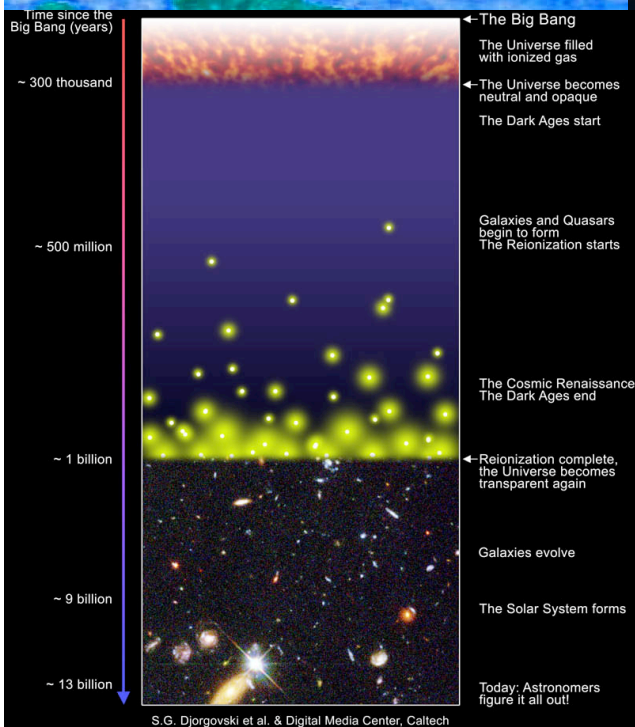 Time since the
Big Bang (years)
The Big Bang
The Universe filled
with ionized gas
~ 300 thousand
The Universe becomes
neutral and opaque
The Dark Ages start
Galaxies and Quasars
begin to form
~ 500 million
The Reionization starts
The Cosmic Renaissance
The Dark Ages end
~ 1 billion
Reionization complete,
the Universe becomes
transparent again
Galaxies evolve
~ 9 billion
The Solar System forms
~ 13 billion
Today: Astronomers
figure it all out!
S.G. Djorgovski et al. & Digital Media Center, Caltech